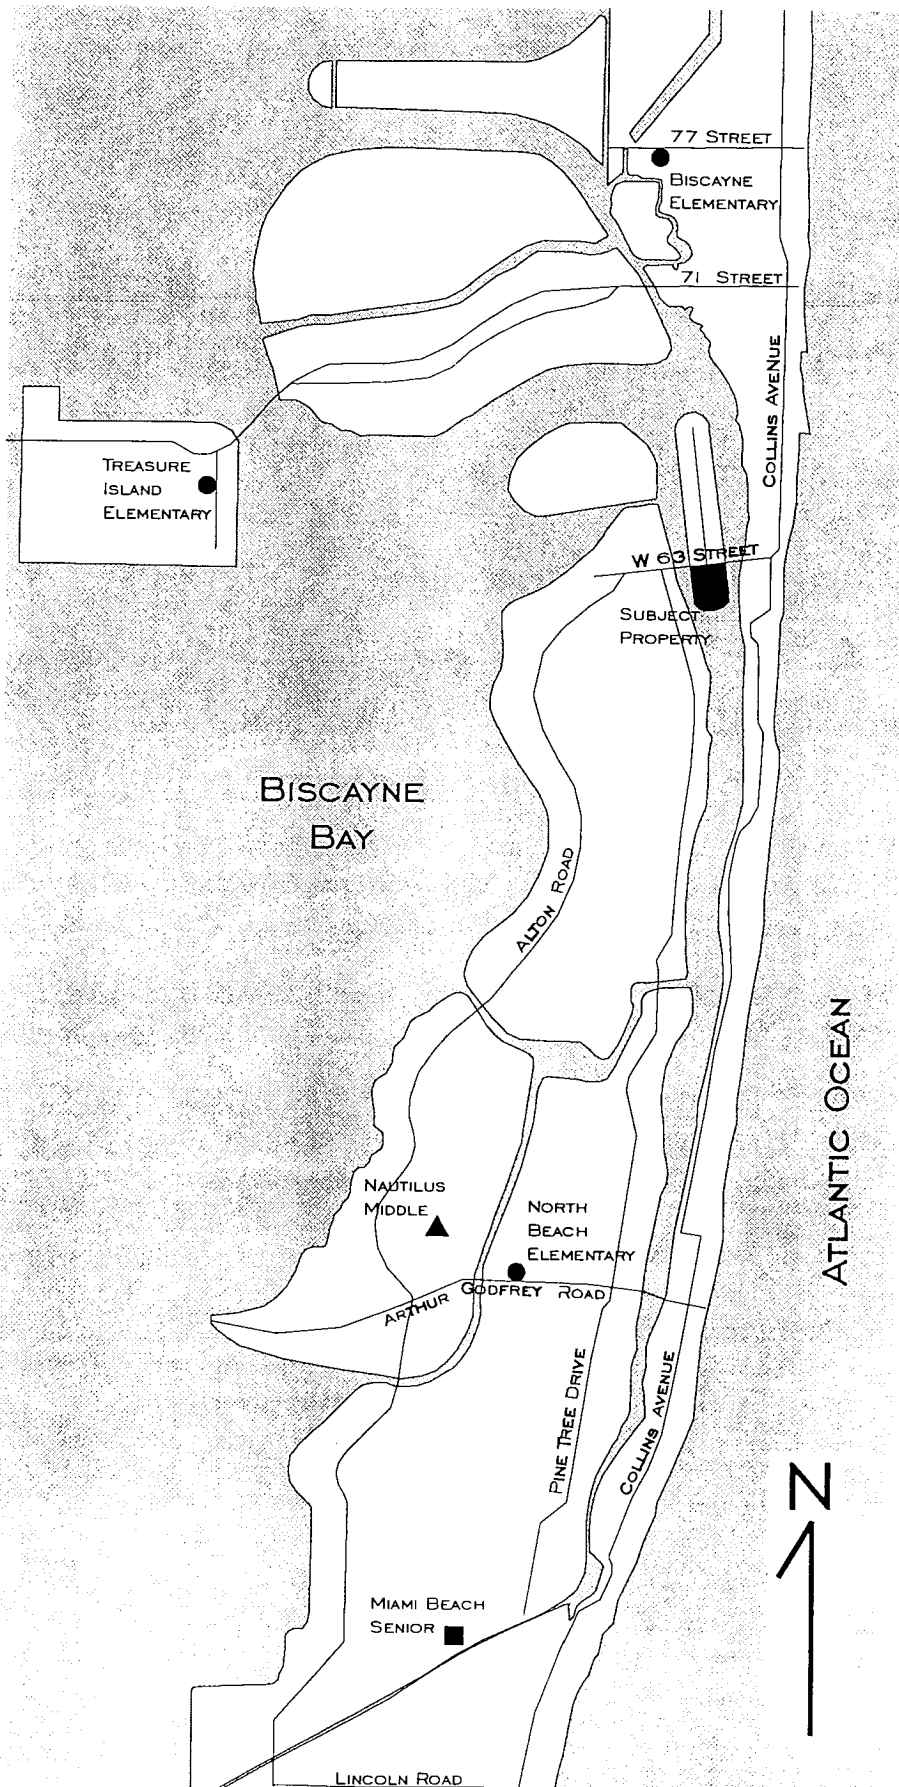 77 STREET
BISCAYNE
ELEMENTARY
71 STREET
COLLINS AVENUE
TREASURE
ISLAND
ELEMENTARY
W 63 STREET
SUBJECT
PROPERTY
BISCAYNE
BAY
ALTON ROAD
ATLANTIC OCEAN
NAUTILUS
MIDDLE
NORTH
BEACH
ELEMENTARY
ARTHUR GODFREY ROAD
PINE TREE DRIVE
COLLINS AVENUE
N
MIAMI BEACH
SENIOR
LINCOLN ROAD